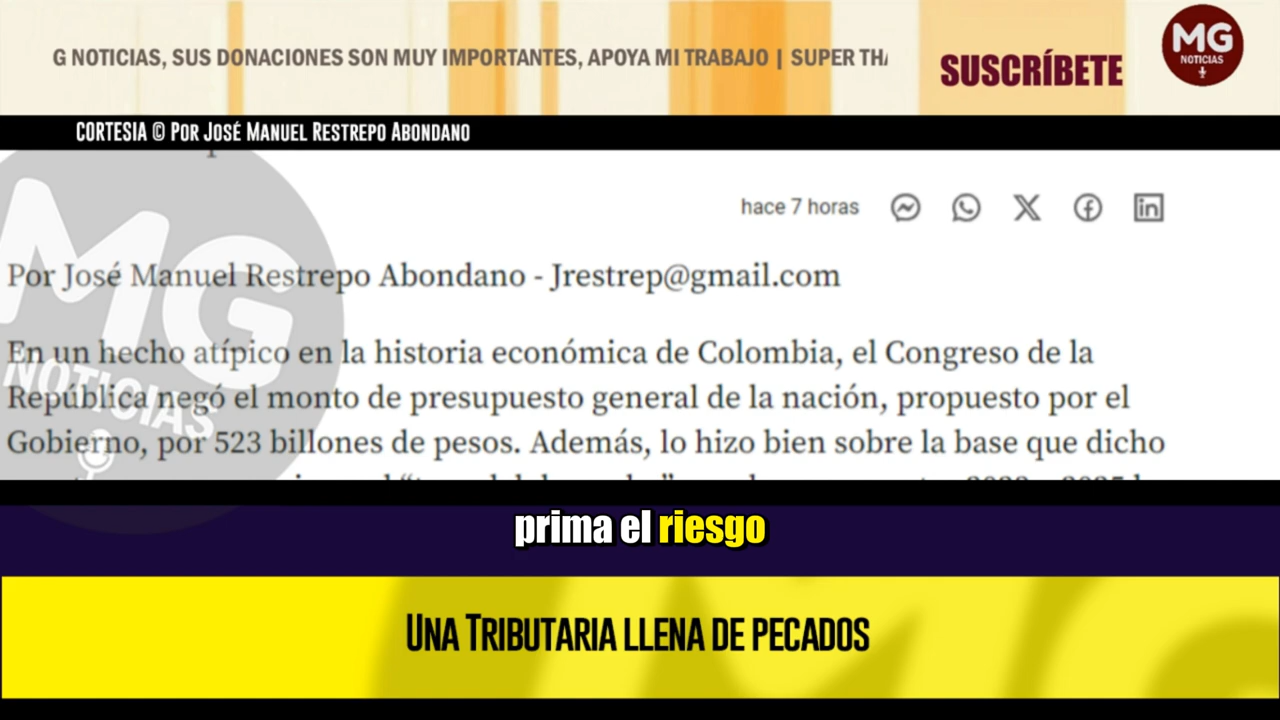 G NOTICIAS, SUS DONACIONES SON MUY IMPORTANTES, APOYA MI TRABAJO | SUPER
SUSCRÍBETE
MG
NOTICIAS
CORTESIA © POR JOSÉ MANUEL RESTREPO ABONDANO
hace 7 horas
Por José Manuel Restrepo Abondano - Jrestrep@gmail.com
En un hecho atípico en la historia económica de Colombia, el Congreso de la
República negó el monto de presupuesto general de la nación, propuesto por el
Gobierno, por 523 billones de pesos. Además, lo hizo bien sobre la base que dicho
MG
NOTICIAS
prima el riesgo
UNA TRIBUTARIA LLENA DE PECADOS